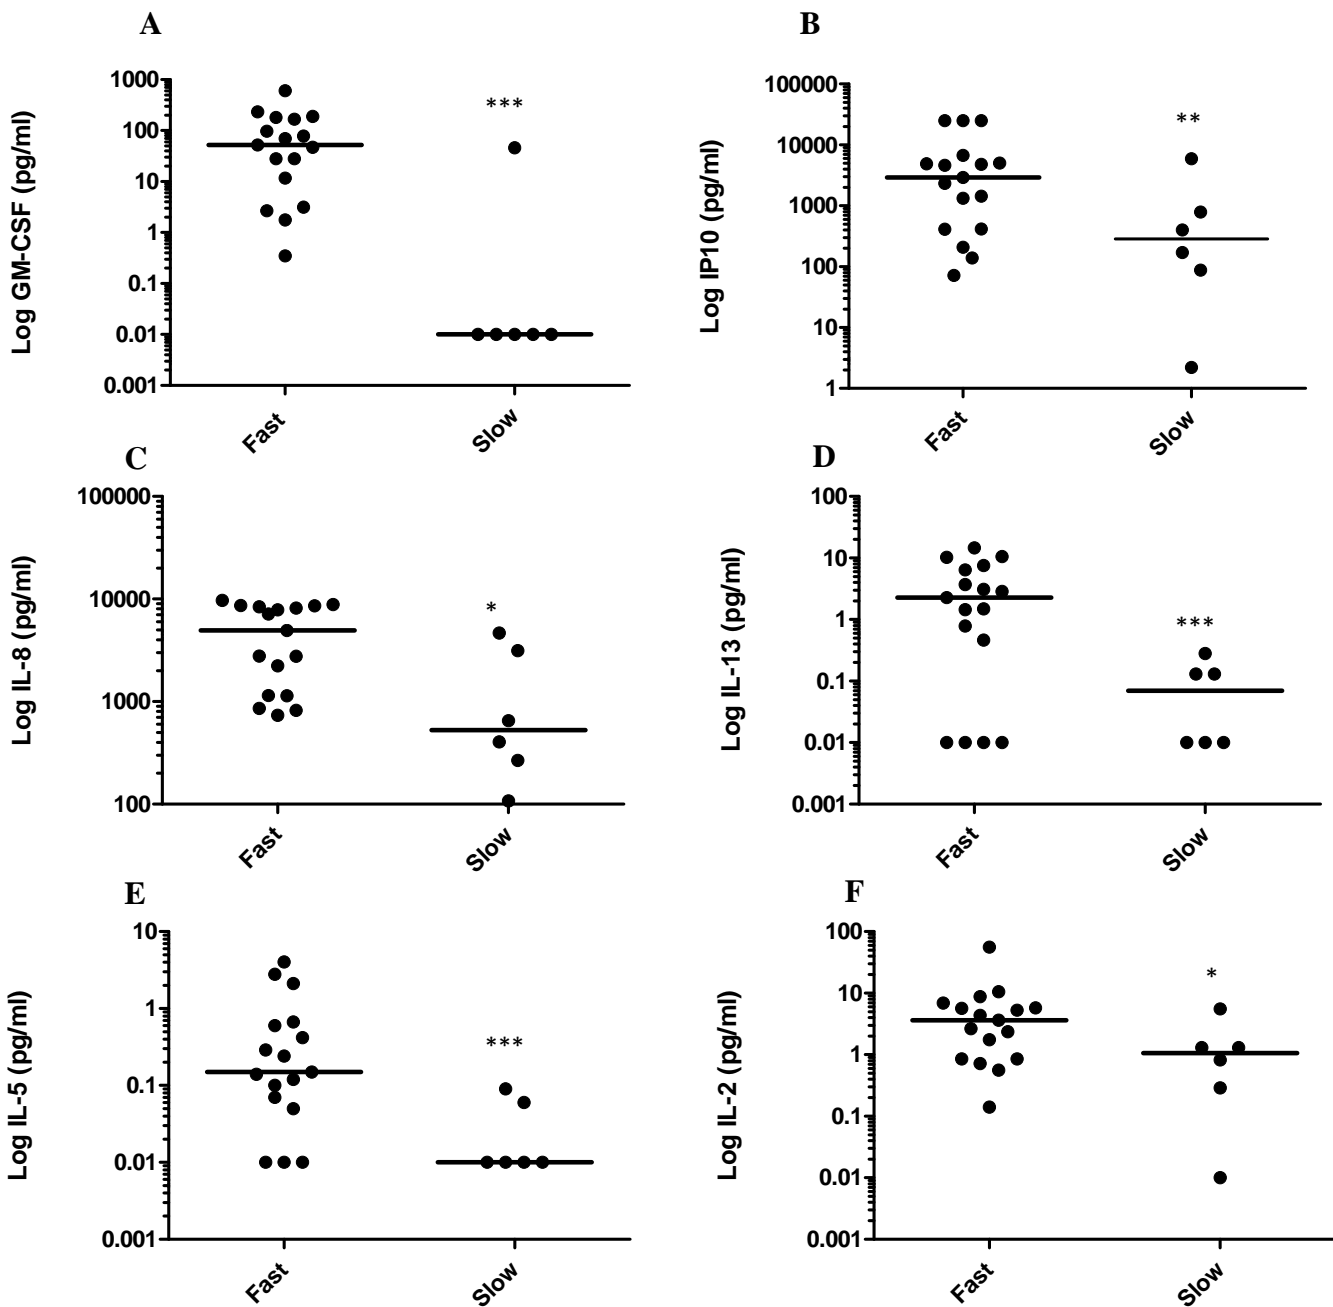 A
Log GM-CSF (pg/ml)
1000
100
10
1
0.1
0.01
0.001
***
Fast
Slow
B
Log IP10 (pg/ml)
100000
10000
1000
100
10
1
**
Fast
Slow
C
Log IL-8 (pg/ml)
100000
10000
1000
100
*
Fast
Slow
D
Log IL-13 (pg/ml)
100
10
1
0.1
0.01
0.001
***
Fast
Slow
E
Log IL-5 (pg/ml)
10
1
0.1
0.01
0.001
***
Fast
Slow
F
Log IL-2 (pg/ml)
100
10
1
0.1
0.01
0.001
*
Fast
Slow